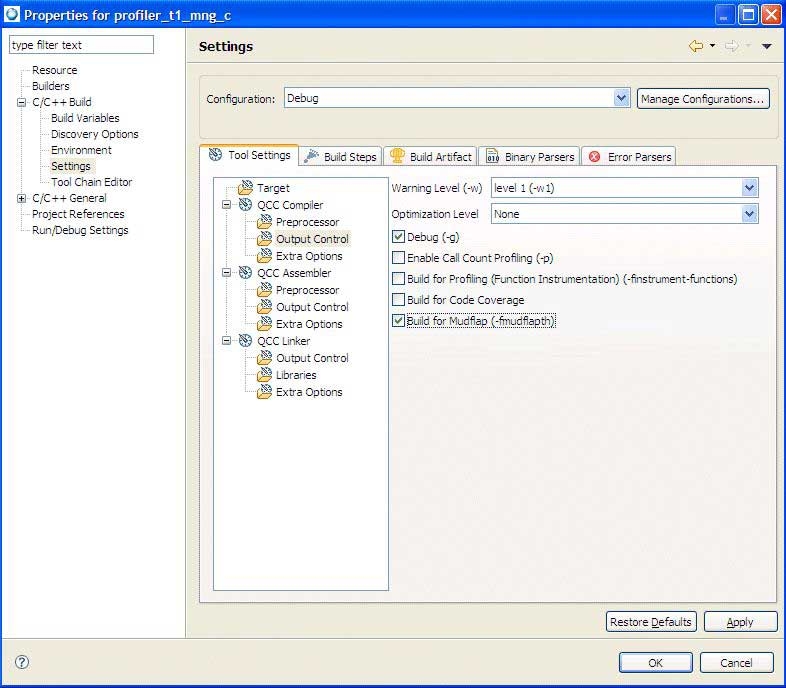 Properties for profiler_t1_mng_c
type filter text
Resource
Builders
C/C++ Build
Build Variables
Discovery Options
Environment
Settings
Tool Chain Editor
C/C++ General
Project References
Run/Debug Settings
Settings
Configuration: Debug Manage Configurations...
Tool Settings Build Steps Build Artifact Binary Parsers Error Parsers
Target
QCC Compiler
Preprocessor
Output Control
Extra Options
QCC Assembler
Preprocessor
Output Control
Extra Options
QCC Linker
Output Control
Libraries
Extra Options
Warning Level (-w) level 1 (-w1)
Optimization Level None
Debug (-g)
Enable Call Count Profiling (-p)
Build for Profiling (Function Instrumentation) (-finstrument-functions)
Build for Code Coverage
Build for Mudflap (-fmudflapth)
Restore Defaults Apply
? OK Cancel